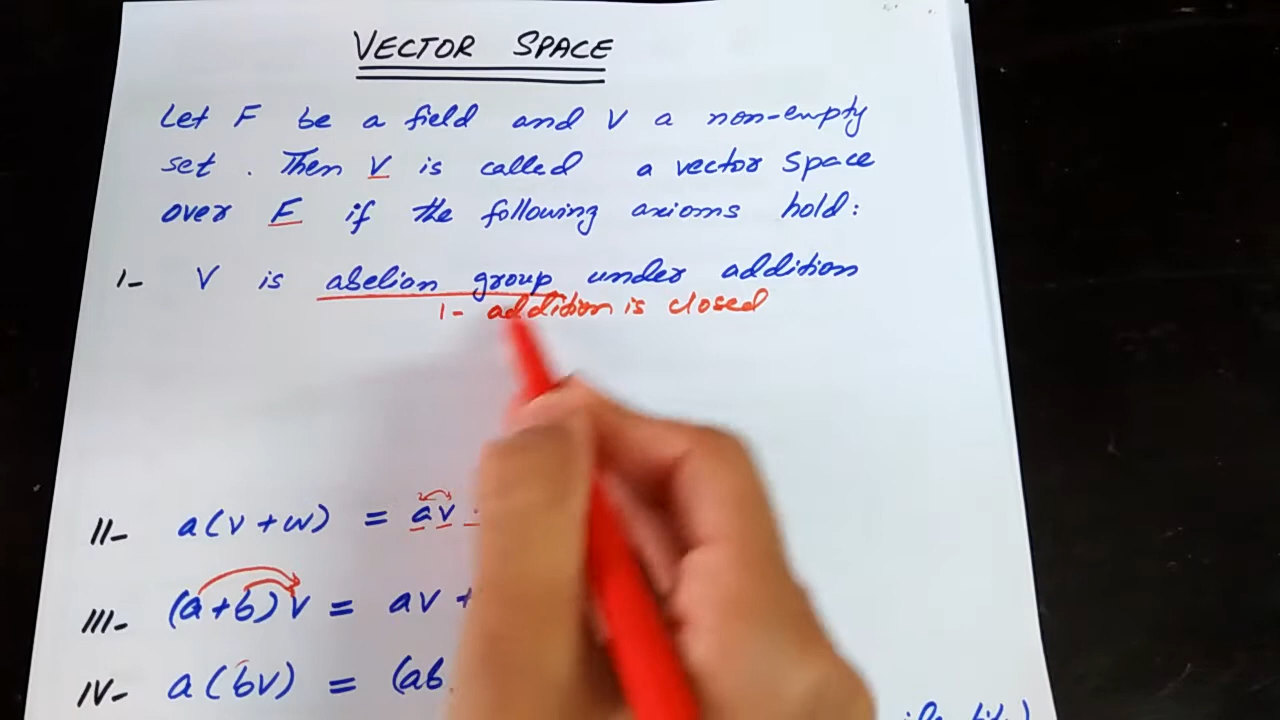 VECTOR SPACE
Let F be a field and V a non-empty
set. Then V is called a vector space
over F if the following axioms hold:
I- V is abelion group under addition
1- addition is closed
II- a(v+w) = av
III- (a+b)v = av +
IV- a(bv) = (ab